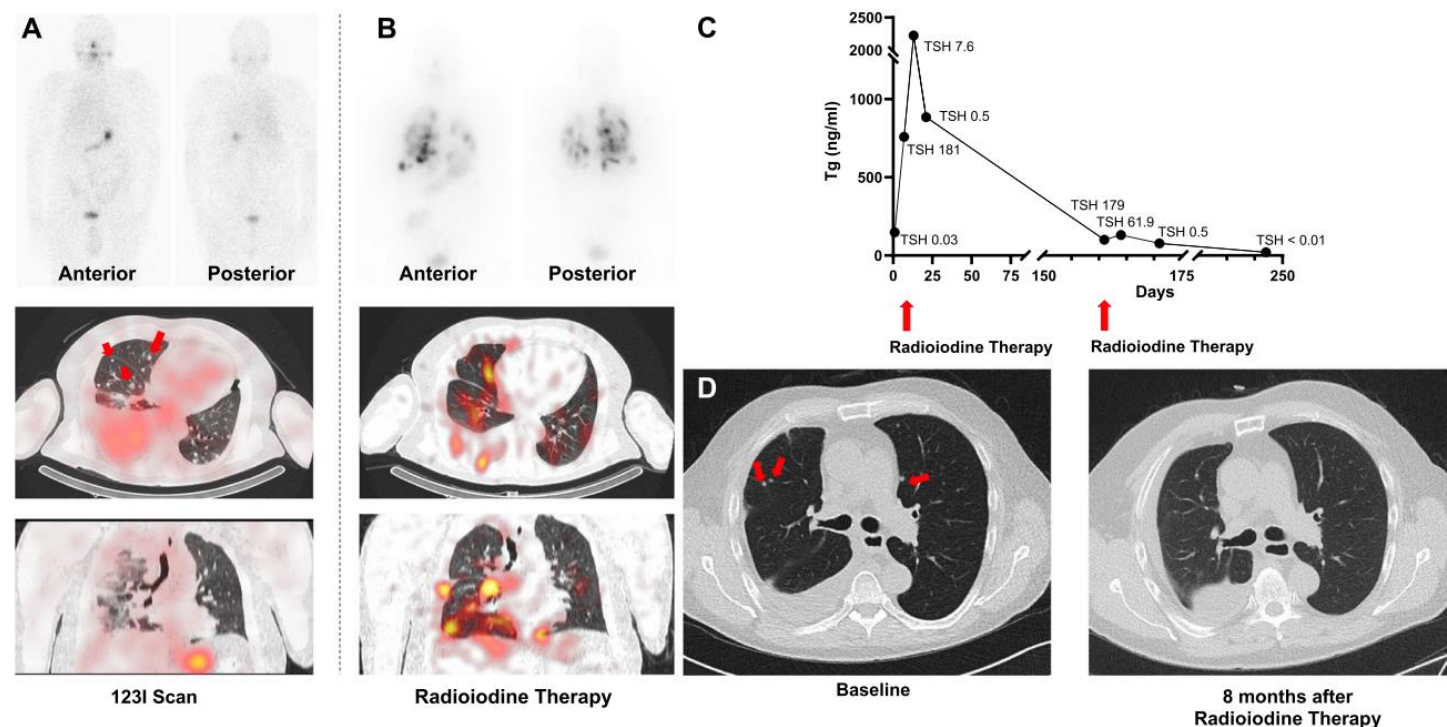 A
B
C
Anterior
Posterior
Anterior
Posterior
123I Scan
Radioiodine Therapy
Tg (ng/ml)
2500
2000
1000
500
0
TSH 7.6
TSH 0.5
TSH 181
TSH 0.03
TSH 179
TSH 61.9
TSH 0.5
TSH < 0.01
0 25 50 75 150 175 250
Days
Radioiodine Therapy
Radioiodine Therapy
D
Baseline
8 months after
Radioiodine Therapy